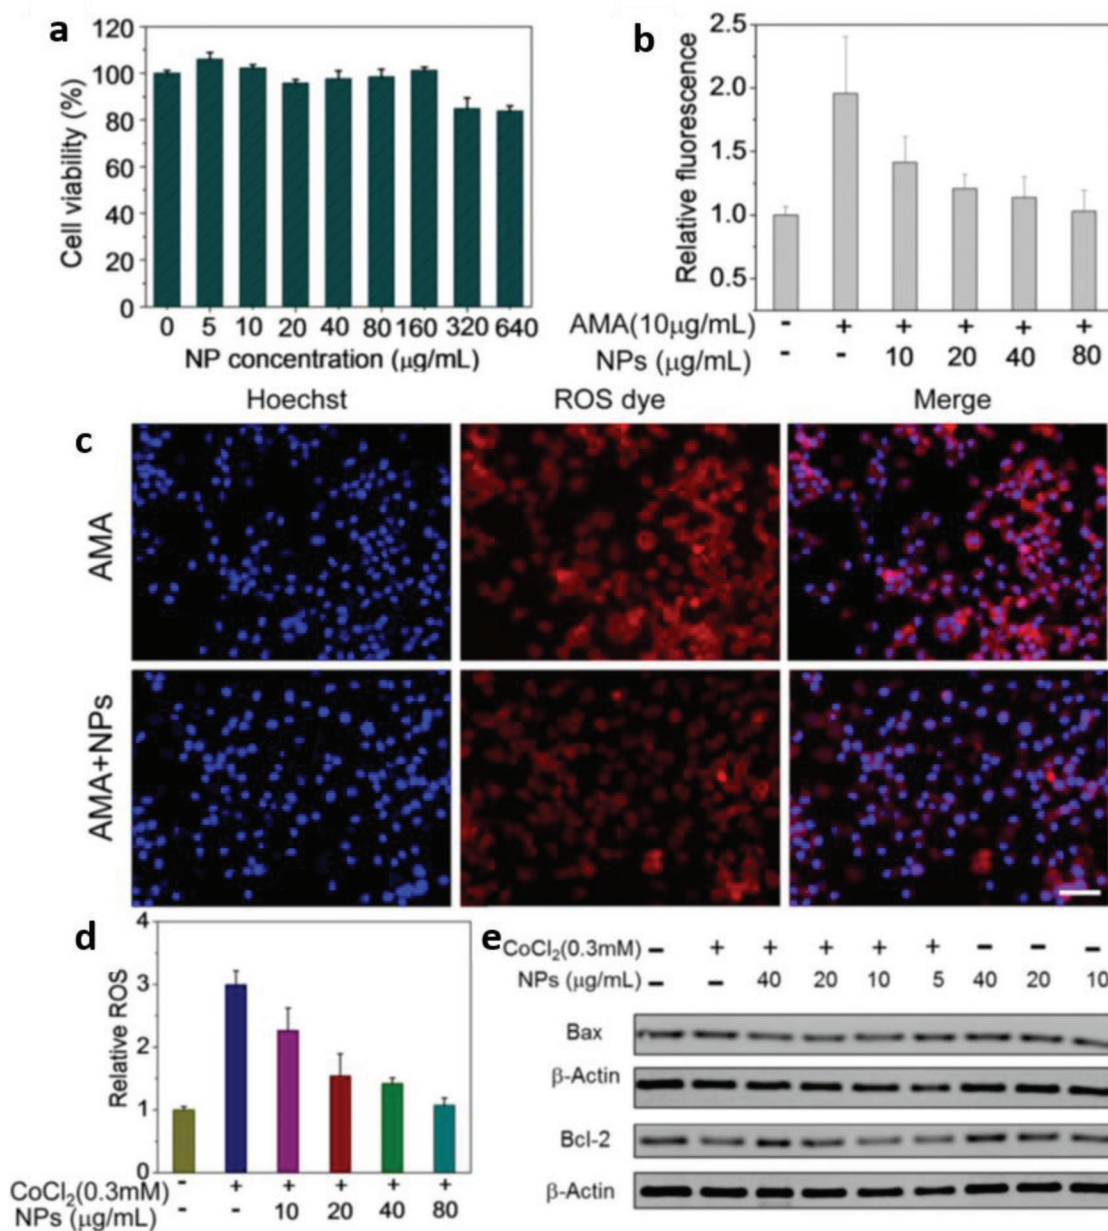 a
120
100
80
60
40
20
0
Cell viability (%)
0 5 10 20 40 80 160 320 640
NP concentration (μg/mL)
b
2.5
2.0
1.5
1.0
0.5
Relative fluorescence
AMA(10μg/mL) - + + + + +
NPs - - 10 20 40 80
Hoechst ROS dye Merge
c
AMA
AMA+NPs
d
4
3
2
1
0
Relative ROS
CoCl₂(0.3mM) - + + + + +
NPs (μg/mL) - - 10 20 40 80
e
CoCl₂(0.3mM) - + + + + + - - -
NPs (μg/mL) - - 40 20 10 5 40 20 10
Bax
β-Actin
Bcl-2
β-Actin